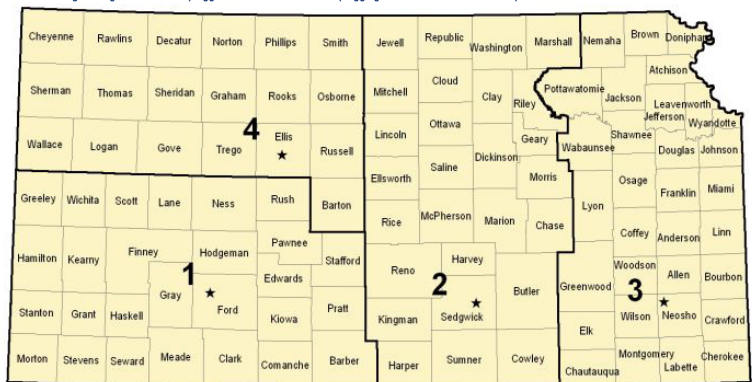 Cheyenne Rawlins Decatur Norton Phillips Smith Jewell Republic Washington Marshall Nemaha Brown Doniphan
Atchison
Sherman Thomas Sheridan Graham Rooks Osborne Mitchell Cloud Clay Riley Pottawatomie Jackson Leavenworth
Jefferson Wyandotte
4 Ellis Lincoln Ottawa Geary Wabaunsee Shawnee
Wallace Logan Gove Trego Russell Saline Dickinson Douglas Johnson
Ellsworth Morris Osage
Greeley Wichita Scott Lane Ness Rush Barton Rice McPherson Marion Chase Lyon Franklin Miami
Pawnee Coffey Anderson Linn
Hamilton Kearny Finney Hodgeman Stafford Reno Harvey
1 Edwards 2 Butler Greenwood Woodson Allen Bourbon
Gray Ford 3
Stanton Grant Haskell Kiowa Pratt Kingman Sedgwick Elk Wilson Neosho Crawford
Morton Stevens Seward Meade Clark Comanche Barber Harper Sumner Cowley Chautauqua Montgomery Labette Cherokee